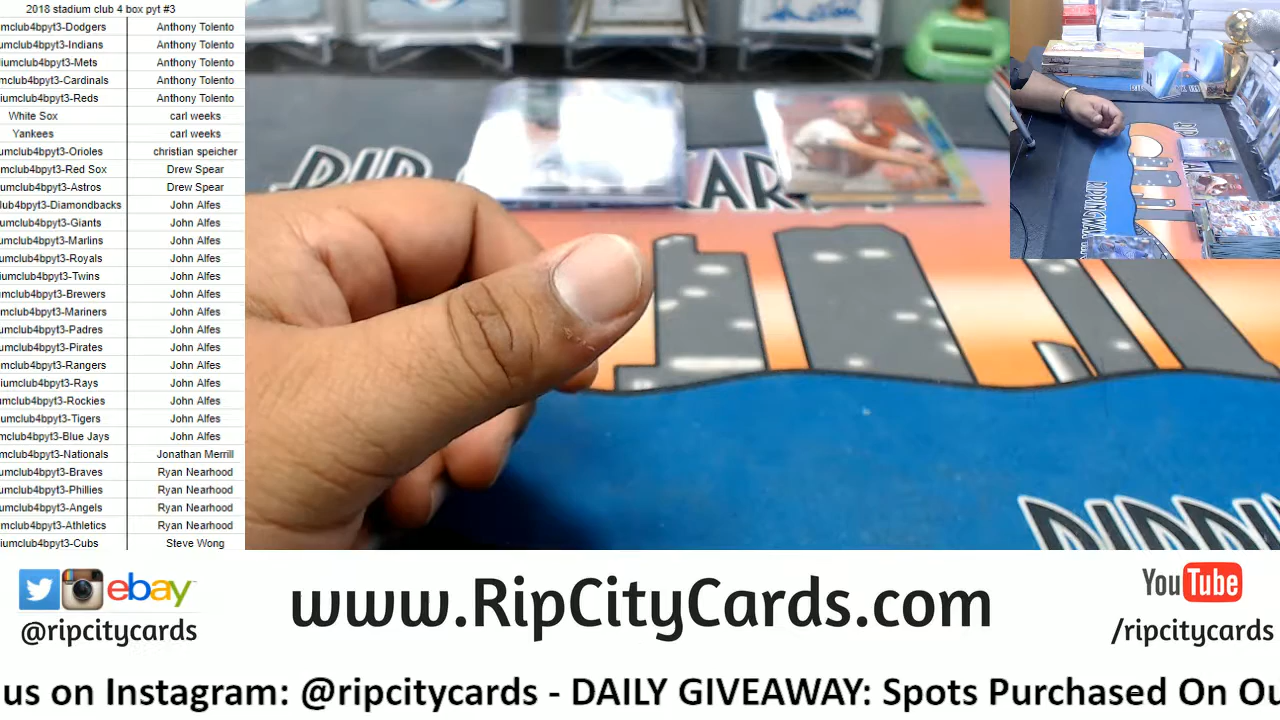 2018 stadium club 4 box pyt #3
umclub4bpyt3-Dodgers Anthony Tolento
umclub4bpyt3-Indians Anthony Tolento
iumclub4bpyt3-Mets Anthony Tolento
mclub4bpyt3-Cardinals Anthony Tolento
iumclub4bpyt3-Reds Anthony Tolento
White Sox carl weeks
Yankees carl weeks
umclub4bpyt3-Orioles christian speicher
mclub4bpyt3-Red Sox Drew Spear
umclub4bpyt3-Astros Drew Spear
club4bpyt3-Diamondbacks John Alfes
umclub4bpyt3-Giants John Alfes
umclub4bpyt3-Marlins John Alfes
umclub4bpyt3-Royals John Alfes
iumclub4bpyt3-Twins John Alfes
mclub4bpyt3-Brewers John Alfes
mclub4bpyt3-Mariners John Alfes
umclub4bpyt3-Padres John Alfes
mclub4bpyt3-Pirates John Alfes
mclub4bpyt3-Rangers John Alfes
iumclub4bpyt3-Rays John Alfes
mclub4bpyt3-Rockies John Alfes
umclub4bpyt3-Tigers John Alfes
mclub4bpyt3-Blue Jays John Alfes
mclub4bpyt3-Nationals Jonathan Merrill
umclub4bpyt3-Braves Ryan Nearhood
umclub4bpyt3-Phillies Ryan Nearhood
umclub4bpyt3-Angels Ryan Nearhood
mclub4bpyt3-Athletics Ryan Nearhood
iumclub4bpyt3-Cubs Steve Wong
RIP CARD
ebay
@ripcitycards
www.RipCityCards.com
YouTube
/ripcitycards
us on Instagram: @ripcitycards - DAILY GIVEAWAY: Spots Purchased On Ou